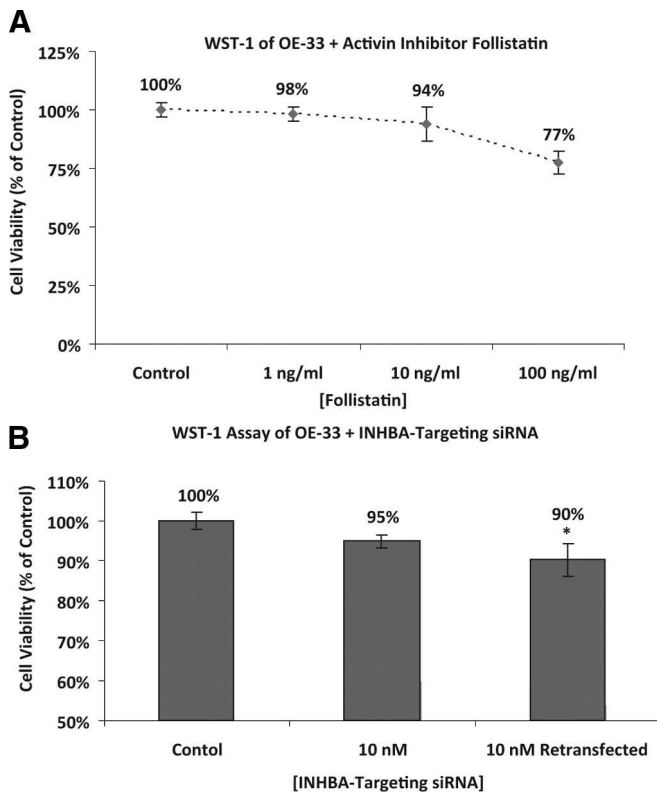 A
WST-1 of OE-33 + Activin Inhibitor Follistatin
Cell Viability (% of Control)
125%
100%
75%
50%
25%
0%
100%
98%
94%
77%
Control
1 ng/ml
10 ng/ml
100 ng/ml
[Follistatin]
B
WST-1 Assay of OE-33 + INHBA-Targeting siRNA
Cell Viability (% of Control)
110%
100%
90%
80%
70%
60%
50%
100%
95%
90%
*
Contol
10 nM
10 nM Retransfected
[INHBA-Targeting siRNA]